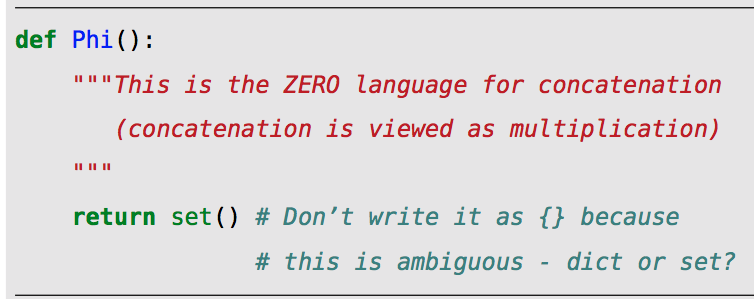 def Phi():
    """This is the ZERO language for concatenation
       (concatenation is viewed as multiplication)
    """
    return set() # Don’t write it as {} because
                 # this is ambiguous - dict or set?